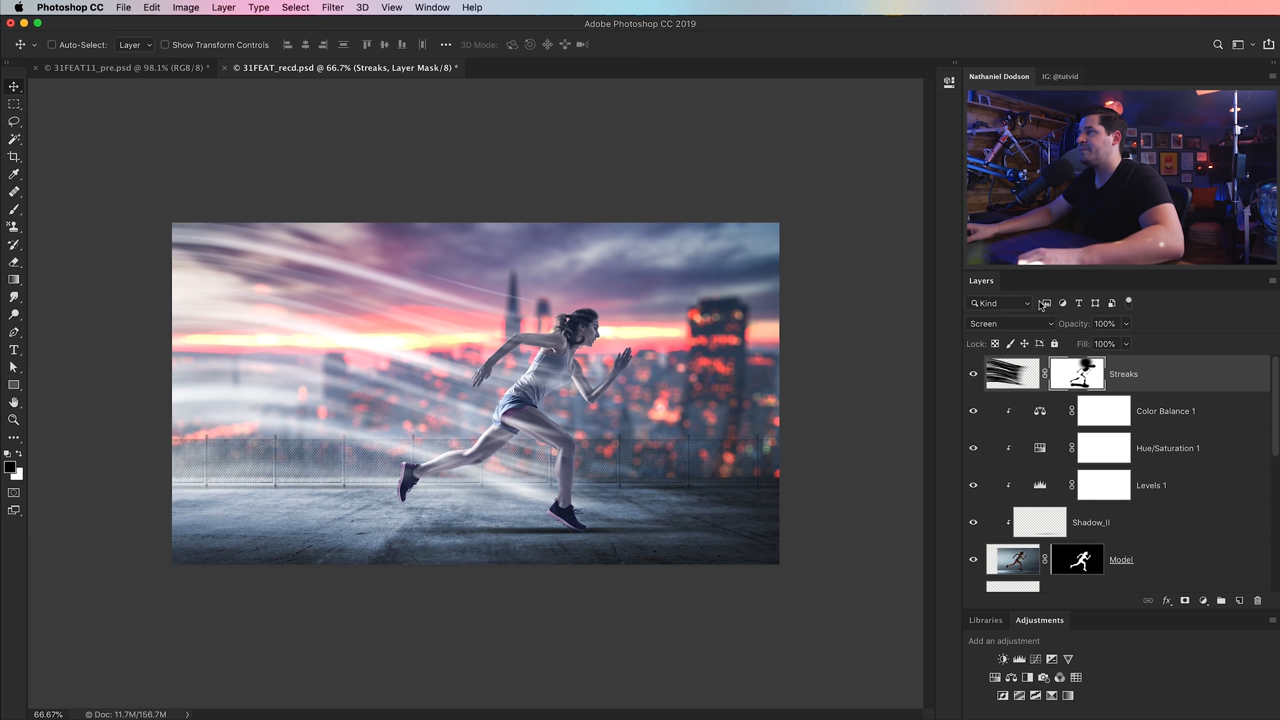 Photoshop CC File Edit Image Layer Type Select Filter 3D View Window Help
Adobe Photoshop CC 2019
Auto-Select: Layer Show Transform Controls 3D Mode:
× © 31FEAT11_pre.psd @ 98.1% (RGB/8) * × © 31FEAT_recd.psd @ 66.7% (Streaks, Layer Mask/8) *
Nathaniel Dodson IG: @tutvid
Layers
Kind
Screen Opacity: 100%
Lock: Fill: 100%
Streaks
Color Balance 1
Hue/Saturation 1
Levels 1
Shadow_II
Model
fx
Libraries Adjustments
Add an adjustment
66.67% © Doc: 11.7M/156.7M